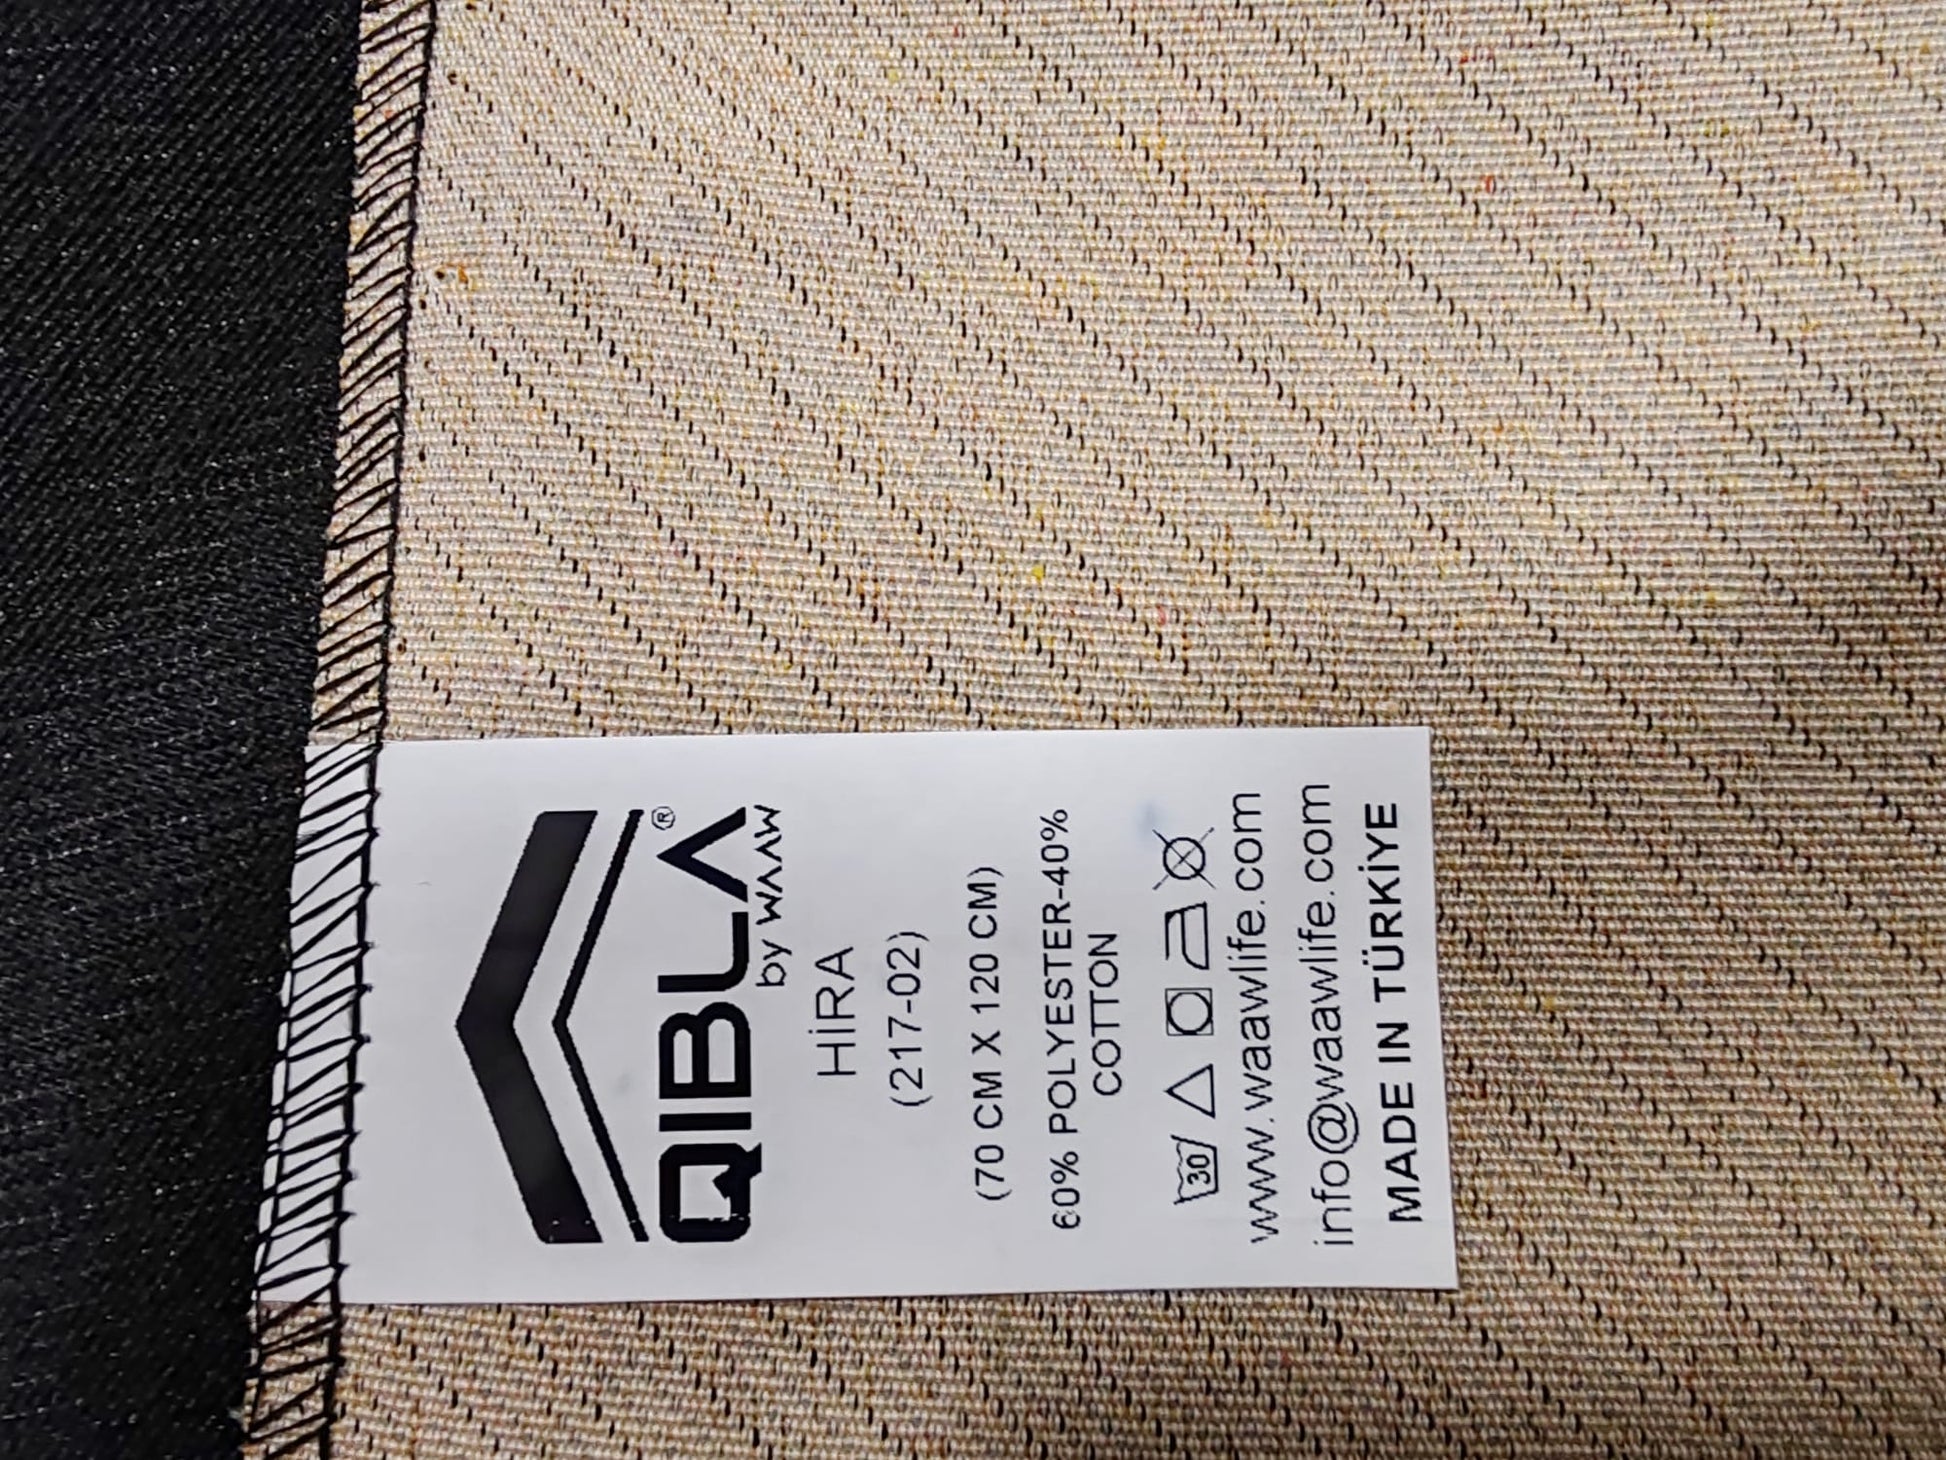 QIBLA®
by WAAW
HİRA
(217-02)
(70 CM X 120 CM)
60% POLYESTER-40%
COTTON
30
www.waawlife.com
info@waawlife.com
MADE IN TÜRKİYE